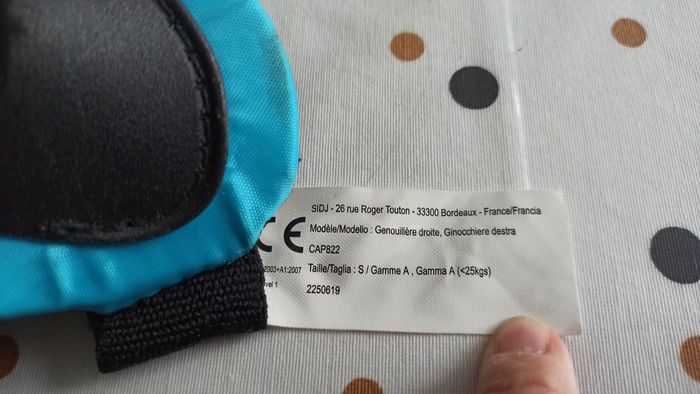 SIDJ - 26 rue Roger Touton - 33300 Bordeaux - France/Francia
CE
Modèle/Modello : Genouillère droite, Ginocchiere destra
CAP822
2003+A1:2007
Taille/Taglia : S / Gamme A , Gamma A (<25kgs)
1
2250619